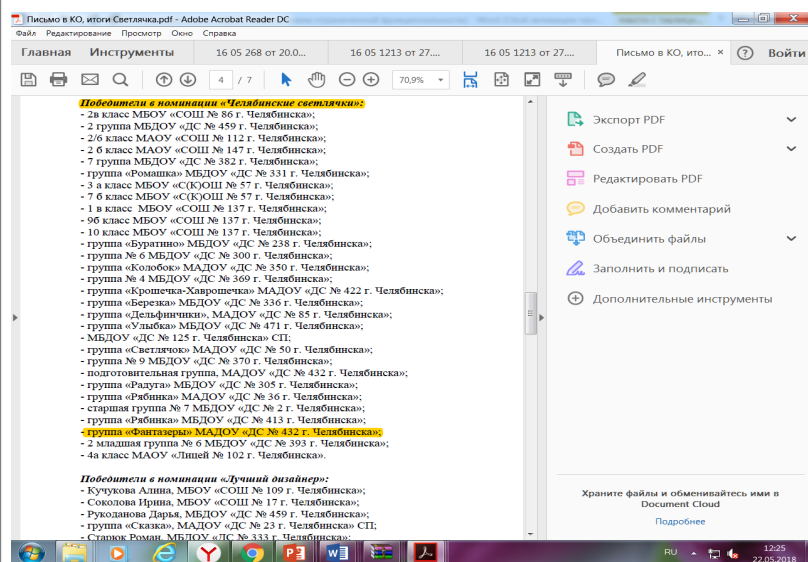 Письмо в КО, итоги Светлячка.pdf - Adobe Acrobat Reader DC
Файл Редактирование Просмотр Окно Справка
Главная Инструменты 16 05 268 от 20.0... 16 05 1213 от 27.... 16 05 1213 от 27.... Письмо в КО, ито... × ? Войти
4 / 7 70,9%
Победители в номинации «Челябинские светлячки»:
- 2в класс МБОУ «СОШ № 86 г. Челябинска»;
- 2 группа МБДОУ «ДС № 459 г. Челябинска»;
- 2/6 класс МАОУ «СОШ № 112 г. Челябинска»;
- 2 б класс МАОУ «СОШ № 147 г. Челябинска»;
- 7 группа МБДОУ «ДС № 382 г. Челябинска»;
- группа «Ромашка» МБДОУ «ДС № 331 г. Челябинска»;
- 3 а класс МБОУ «С(К)ОШ № 57 г. Челябинска»;
- 7 б класс МБОУ «С(К)ОШ № 57 г. Челябинска»;
- 1 в класс МБОУ «СОШ № 137 г. Челябинска»;
- 9б класс МБОУ «СОШ № 137 г. Челябинска»;
- 10 класс МБОУ «СОШ № 137 г. Челябинска»;
- группа «Буратино» МБДОУ «ДС № 238 г. Челябинска»;
- группа № 6 МБДОУ «ДС № 300 г. Челябинска»;
- группа «Колобок» МАДОУ «ДС № 350 г. Челябинска»;
- группа № 4 МБДОУ «ДС № 369 г. Челябинска»;
- группа «Крошечка-Хаврошечка» МАДОУ «ДС № 422 г. Челябинска»;
- группа «Березка» МБДОУ «ДС № 336 г. Челябинска»;
- группа «Дельфинчики», МАДОУ «ДС № 85 г. Челябинска»;
- группа «Улыбка» МБДОУ «ДС № 471 г. Челябинска»;
- МБДОУ «ДС № 125 г. Челябинска» СП;
- группа «Светлячок» МАДОУ «ДС № 50 г. Челябинска»;
- группа № 9 МБДОУ «ДС № 370 г. Челябинска»;
- подготовительная группа, МАДОУ «ДС № 432 г. Челябинска»;
- группа «Радуга» МБДОУ «ДС № 305 г. Челябинска»;
- группа «Рябинка» МАДОУ «ДС № 36 г. Челябинска»;
- старшая группа № 7 МБДОУ «ДС № 2 г. Челябинска»;
- группа «Рябинка» МБДОУ «ДС № 413 г. Челябинска»;
- группа «Фантазеры» МАДОУ «ДС № 432 г. Челябинска»;
- 2 младшая группа № 6 МБДОУ «ДС № 393 г. Челябинска»;
- 4а класс МАОУ «Лицей № 102 г. Челябинска».
Победители в номинации «Лучший дизайнер»:
- Кучукова Алина, МБОУ «СОШ № 109 г. Челябинска»;
- Соколова Ирина, МБОУ «СОШ № 17 г. Челябинска»;
- Рукоданова Дарья, МБДОУ «ДС № 459 г. Челябинска»;
- группа «Сказка», МАДОУ «ДС № 23 г. Челябинска» СП;
- Старюк Роман, МБДОУ «ДС № 333 г. Челябинска»;
Экспорт PDF
Создать PDF
Редактировать PDF
Добавить комментарий
Объединить файлы
Заполнить и подписать
Дополнительные инструменты
Храните файлы и обменивайтесь ими в
Document Cloud
Подробнее
RU 12:25
22.05.2018